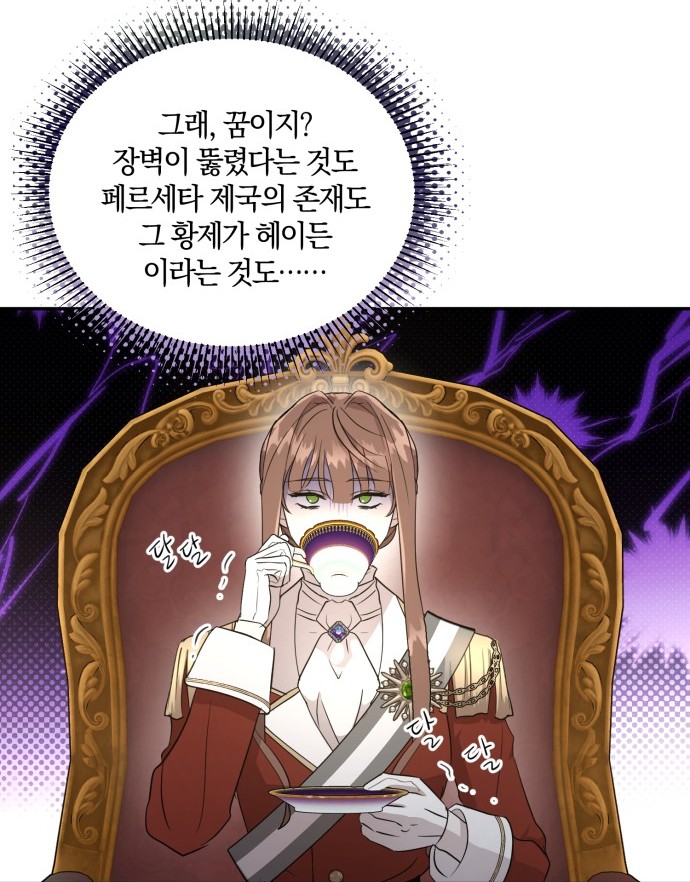 그래, 꿈이지?
장벽이 뚫렸다는 것도
페르세타 제국의 존재도
그 황제가 헤이든
이라는 것도……
달달
달
달